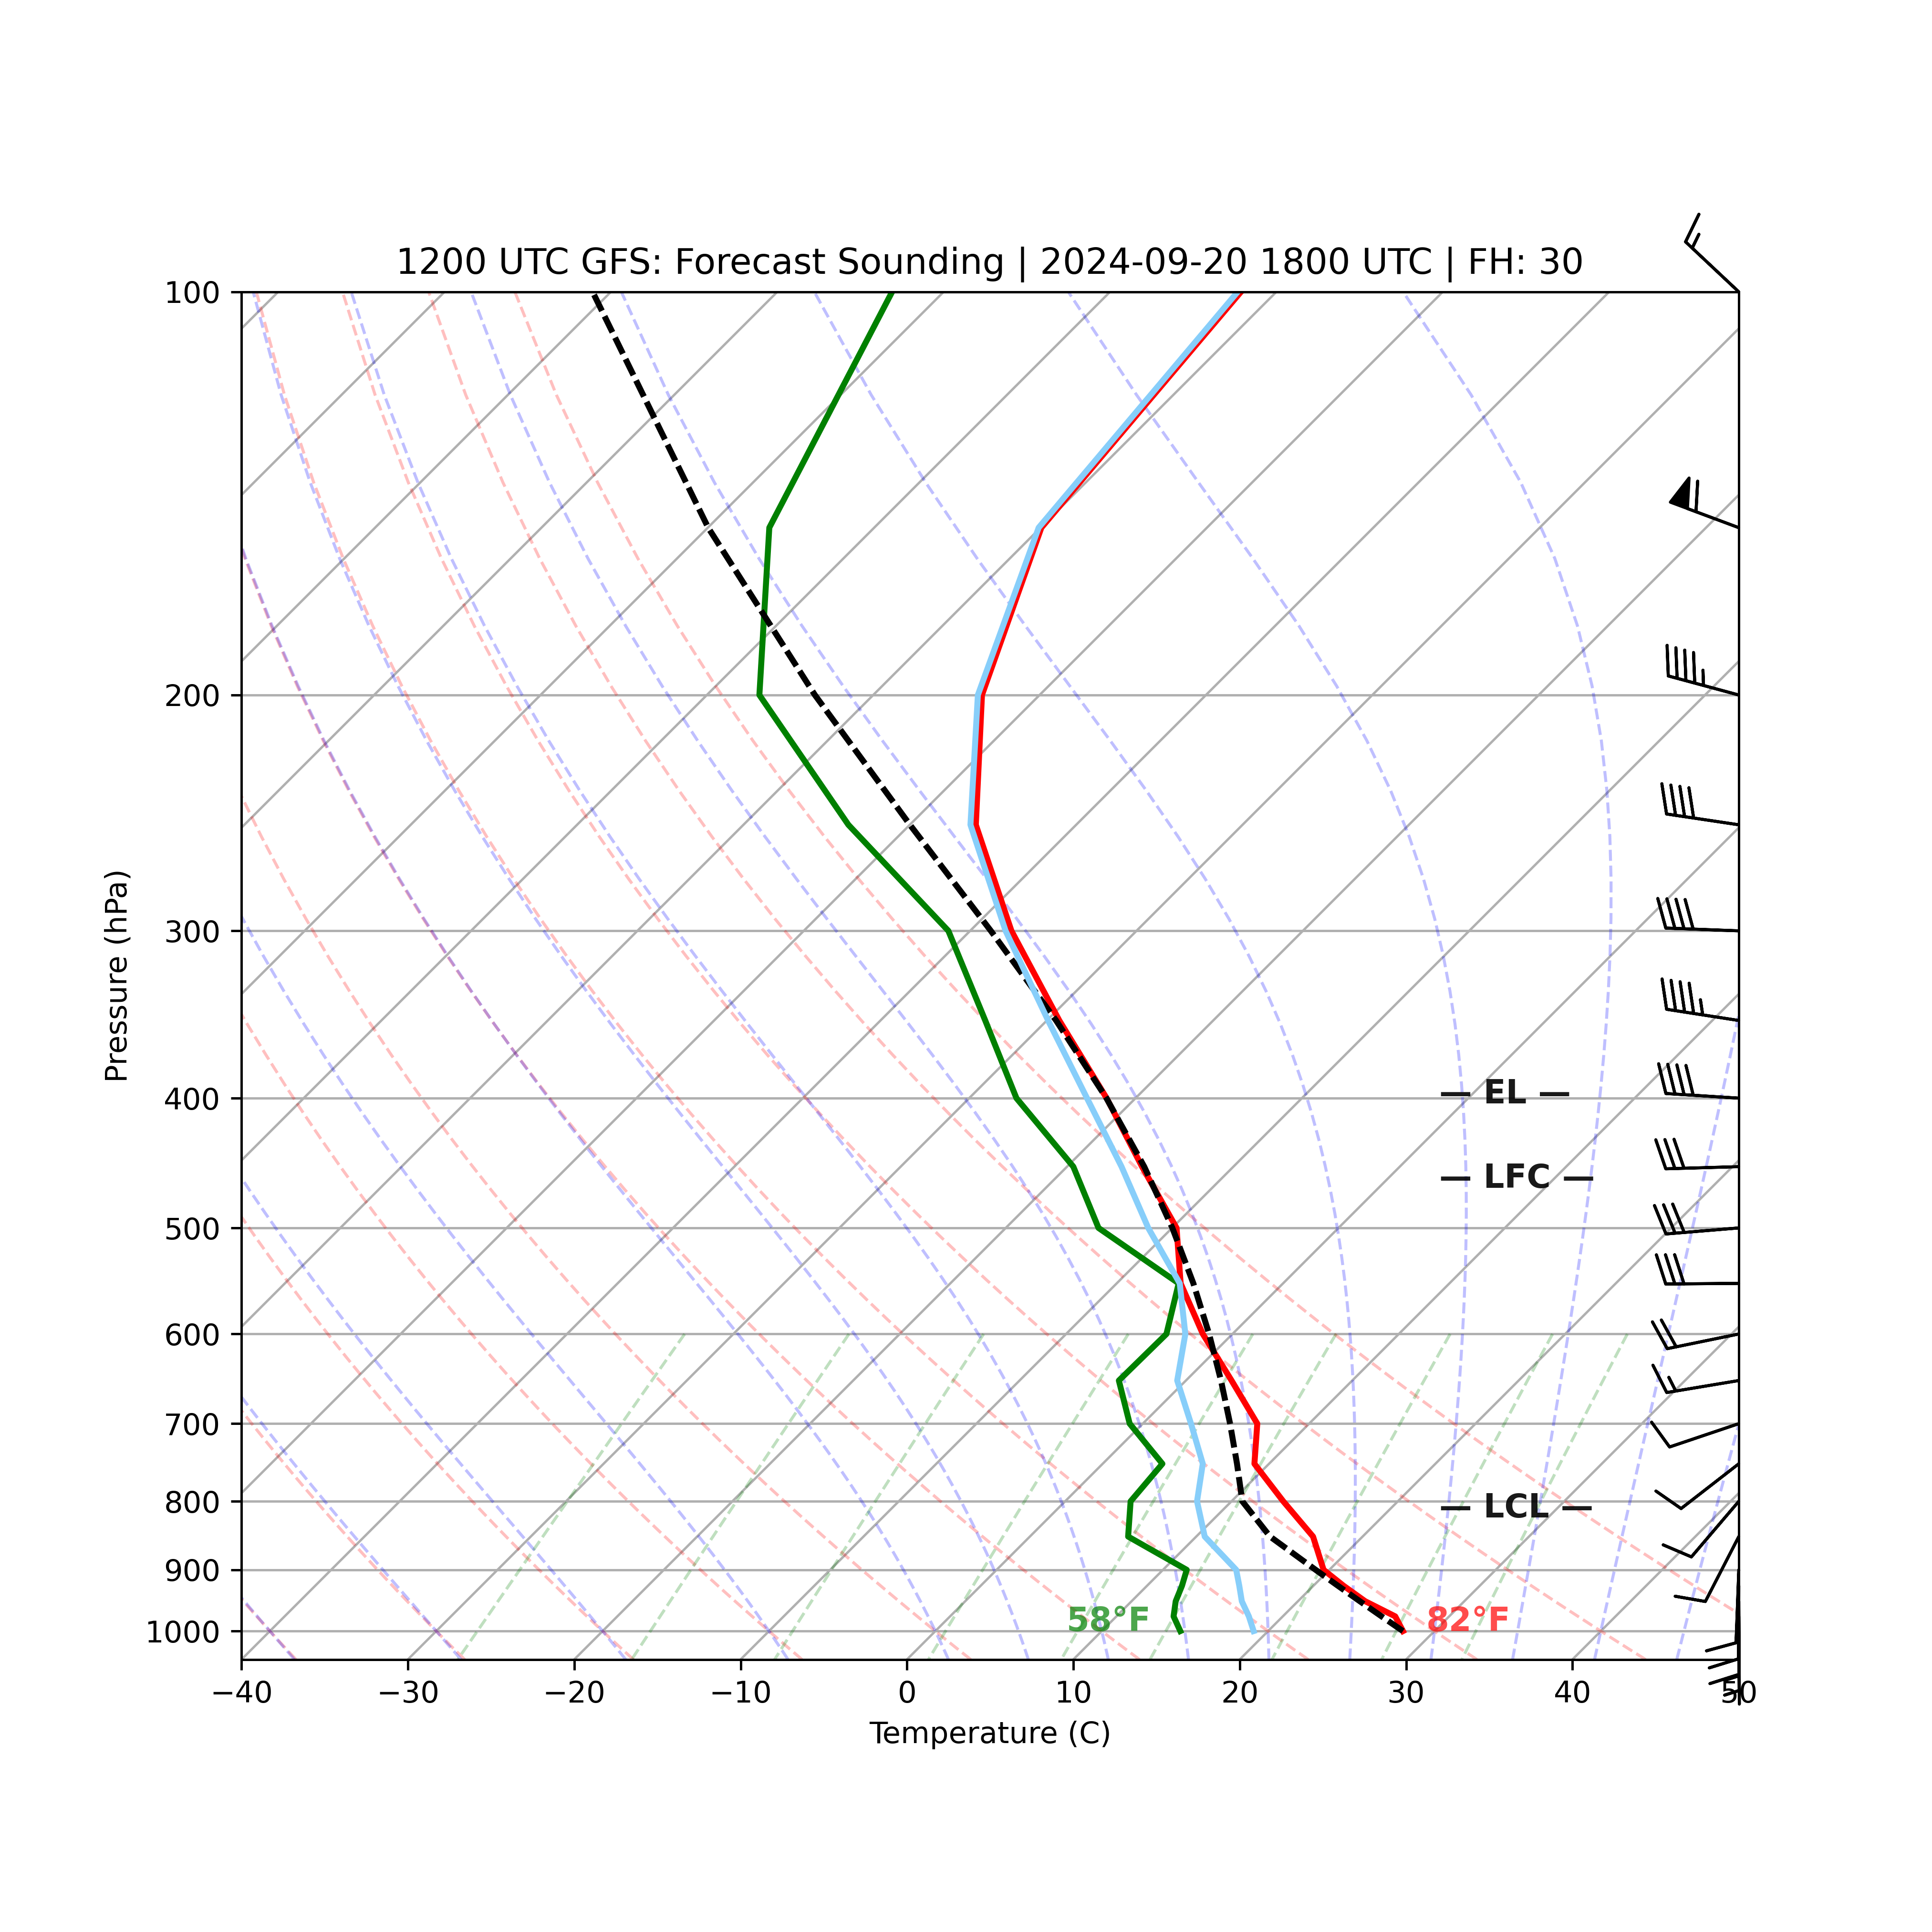 1200 UTC GFS: Forecast Sounding | 2024-09-20 1800 UTC | FH: 30
100
200
300
400
500
600
700
800
900
1000
Pressure (hPa)
— EL —
— LFC —
— LCL —
58°F
82°F
−40 −30 −20 −10 0 10 20 30 40 50
Temperature (C)